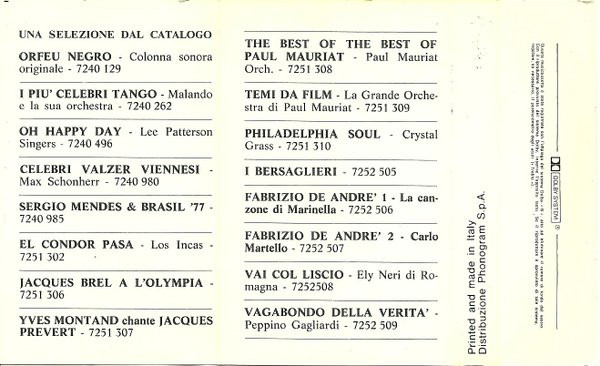 UNA SELEZIONE DAL CATALOGO
ORFEU NEGRO - Colonna sonora
originale - 7240 129
I PIU' CELEBRI TANGO - Malando
e la sua orchestra - 7240 262
OH HAPPY DAY - Lee Patterson
Singers - 7240 496
CELEBRI VALZER VIENNESI -
Max Schonherr - 7240 980
SERGIO MENDES & BRASIL '77 -
7240 985
EL CONDOR PASA - Los Incas -
7251 302
JACQUES BREL A L'OLYMPIA -
7251 306
YVES MONTAND chante JACQUES
PREVERT - 7251 307
THE BEST OF THE BEST OF
PAUL MAURIAT - Paul Mauriat
Orch. - 7251 308
TEMI DA FILM - La Grande Orche-
stra di Paul Mauriat - 7251 309
PHILADELPHIA SOUL - Crystal
Grass - 7251 310
I BERSAGLIERI - 7252 505
FABRIZIO DE ANDRE' 1 - La can-
zone di Marinella - 7252 506
FABRIZIO DE ANDRE' 2 - Carlo
Martello - 7252 507
VAI COL LISCIO - Ely Neri di Ro-
magna - 7252508
VAGABONDO DELLA VERITA' -
Peppino Gagliardi - 7252 509
Printed and made in Italy
Distribuzione Phonogram S.p.A.
DOLBY SYSTEM ®